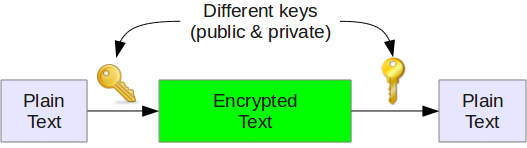 Different keys
(public & private)
Plain
Text
Encrypted
Text
Plain
Text